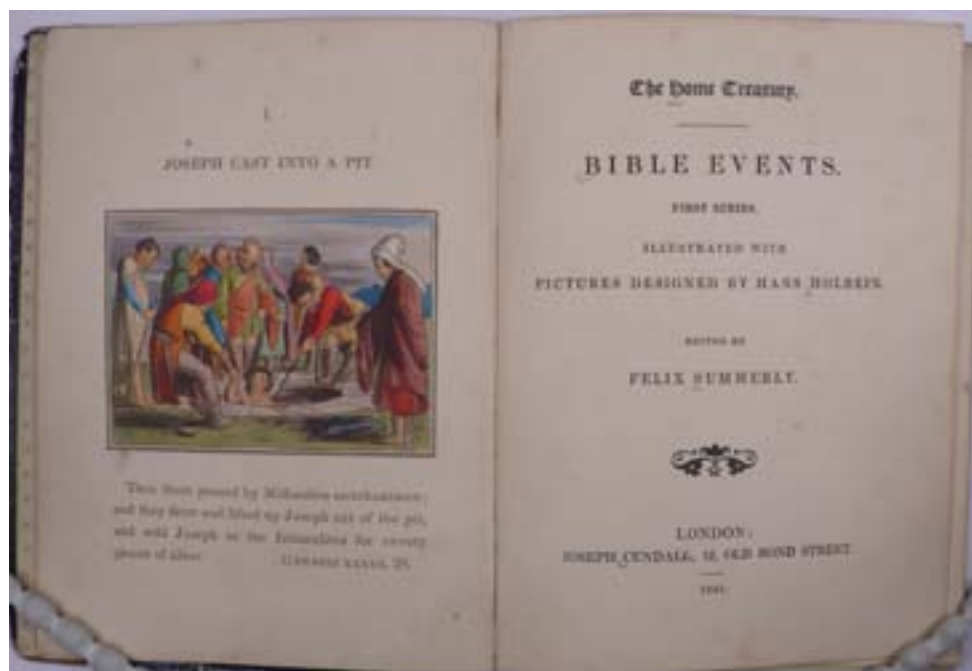 I.
JOSEPH CAST INTO A PIT
Then there passed by Midianites merchantmen;
and they drew and lifted up Joseph out of the pit,
and sold Joseph to the Ishmaelites for twenty
pieces of silver. GENESIS XXXVII, 28.
The Home Treasury.
BIBLE EVENTS.
FIRST SERIES.
ILLUSTRATED WITH
PICTURES DESIGNED BY HANS HOLBEIN.
EDITED BY
FELIX SUMMERLY.
LONDON:
JOSEPH CUNDALL, 12, OLD BOND STREET.